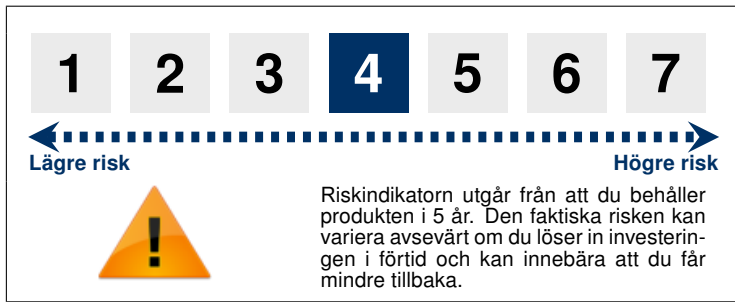 1 2 3 4 5 6 7
Lägre risk Högre risk
!
Riskindikatorn utgår från att du behåller
produkten i 5 år. Den faktiska risken kan
variera avsevärt om du löser in investerin-
gen i förtid och kan innebära att du får
mindre tillbaka.